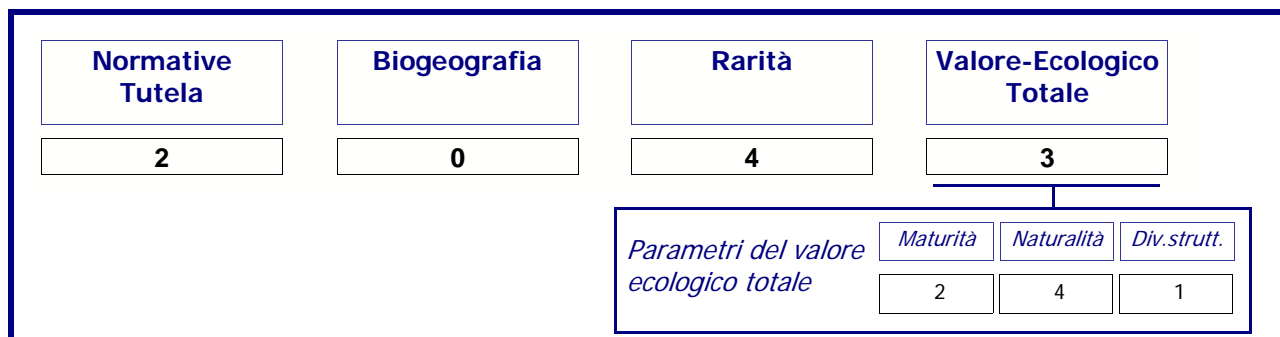 Normative Tutela
Biogeografia
Rarità
Valore-Ecologico Totale
2
0
4
3
Parametri del valore ecologico totale
Maturità
Naturalità
Div.strutt.
2
4
1